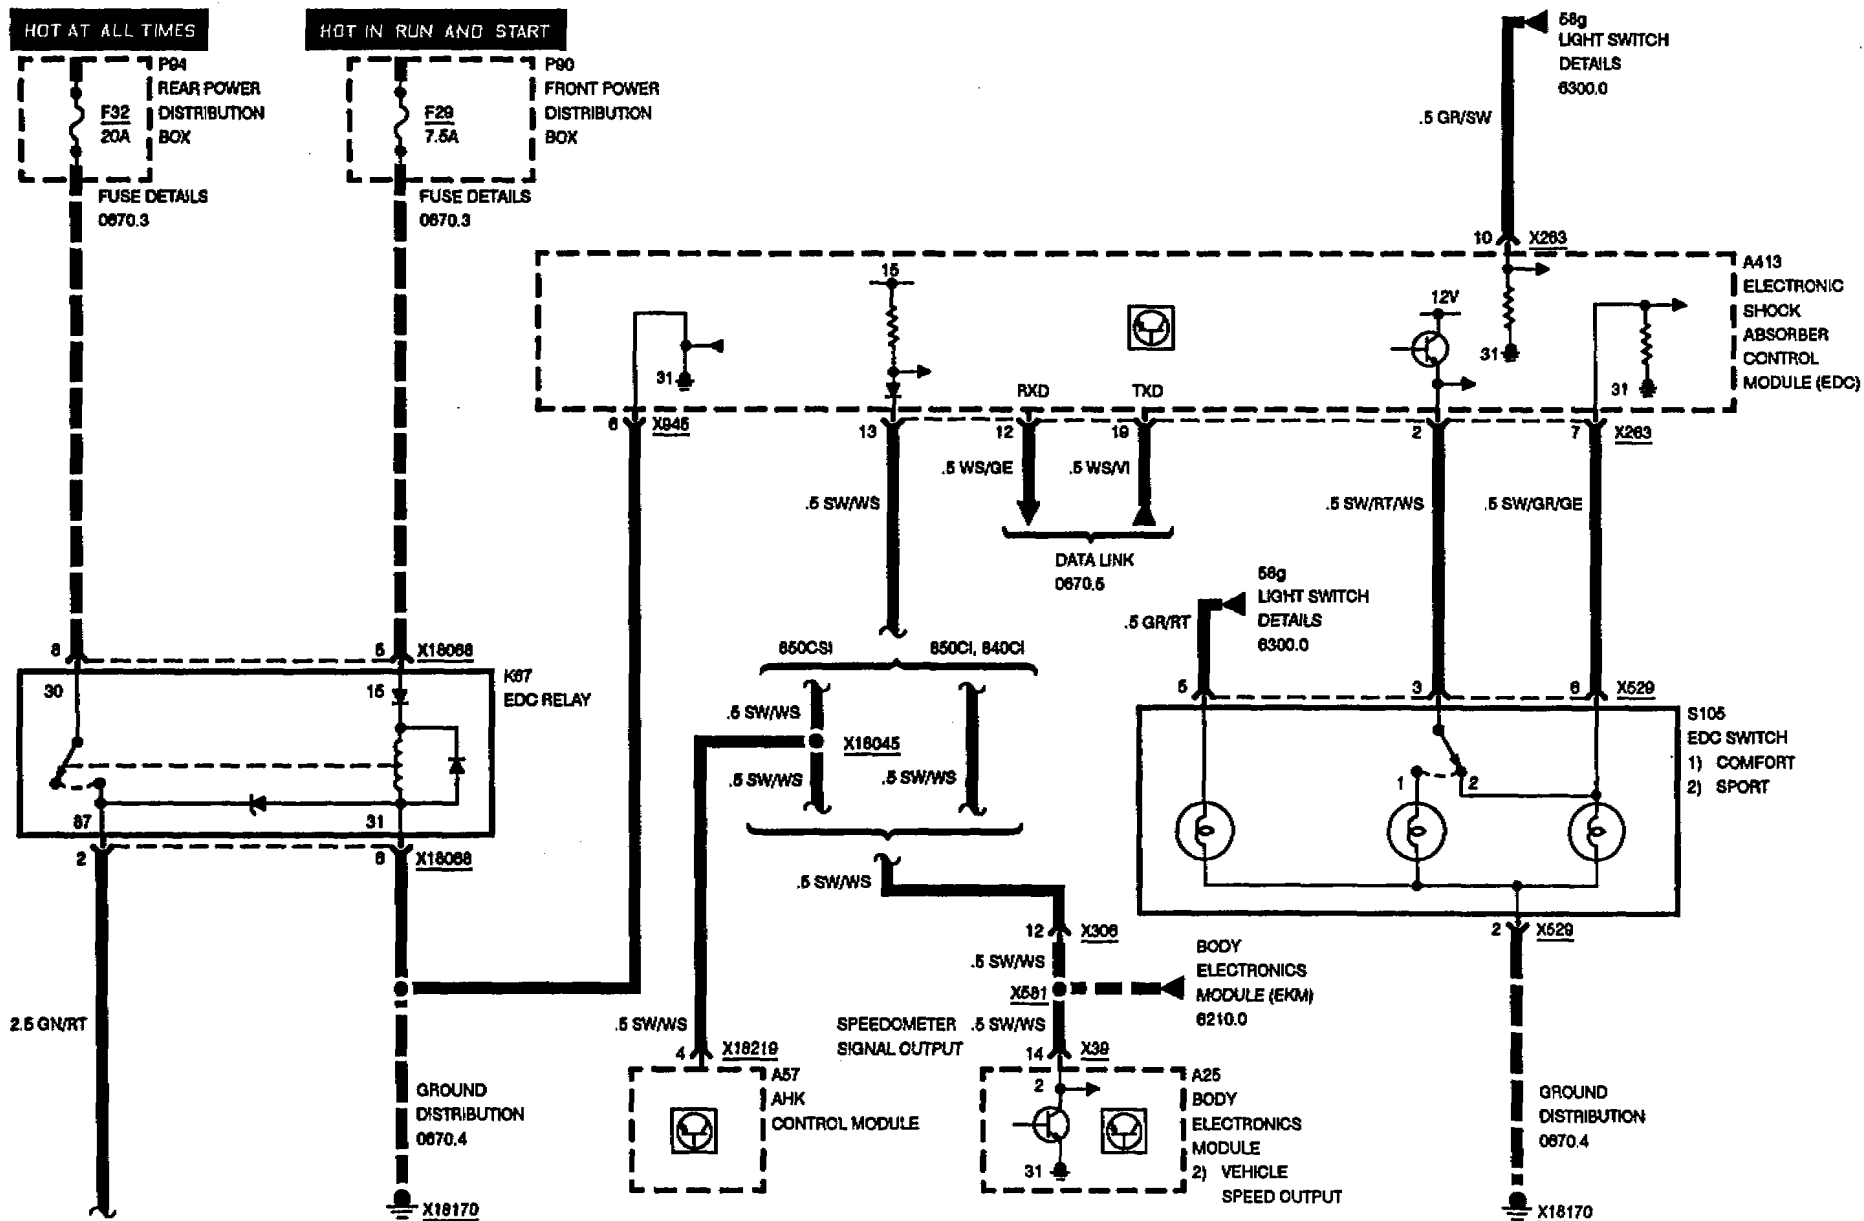 HOT AT ALL TIMES
HOT IN RUN AND START
P94
REAR POWER
DISTRIBUTION
BOX
F32
20A
FUSE DETAILS
0670.3
P90
FRONT POWER
DISTRIBUTION
BOX
F29
7.5A
FUSE DETAILS
0670.3
58g
LIGHT SWITCH
DETAILS
6300.0
.5 GR/SW
10
X263
A413
ELECTRONIC
SHOCK
ABSORBER
CONTROL
MODULE (EDC)
15
12V
31
31
31
RXD
TXD
6
X945
13
12
19
2
7
X263
.5 WS/GE
.5 WS/VI
.5 SW/WS
.5 SW/RT/WS
.5 SW/GR/GE
DATA LINK
0670.5
58g
LIGHT SWITCH
DETAILS
6300.0
.5 GR/RT
8
5
X18068
K67
EDC RELAY
30
15
87
31
2
6
X18068
850CSI
850CI, 840CI
.5 SW/WS
X18045
.5 SW/WS
.5 SW/WS
5
3
6
X529
S105
EDC SWITCH
1) COMFORT
2) SPORT
1
2
2
X529
.5 SW/WS
12
X306
.5 SW/WS
X581
BODY
ELECTRONICS
MODULE (EKM)
6210.0
2.5 GN/RT
.5 SW/WS
SPEEDOMETER
SIGNAL OUTPUT
.5 SW/WS
4
X18219
14
X39
A57
AHK
CONTROL MODULE
2
31
A25
BODY
ELECTRONICS
MODULE
2) VEHICLE
SPEED OUTPUT
GROUND
DISTRIBUTION
0670.4
X18170
GROUND
DISTRIBUTION
0670.4
X18170